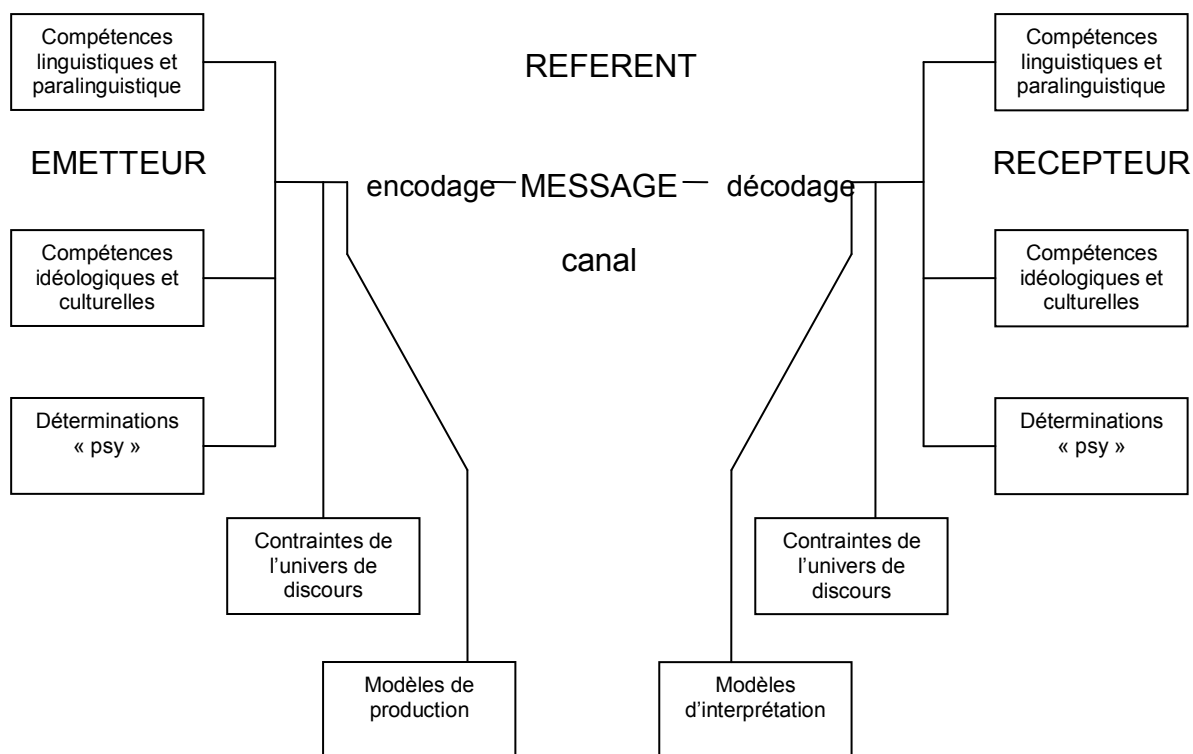 Compétences
linguistiques et
paralinguistique
REFERENT
Compétences
linguistiques et
paralinguistique
EMETTEUR
RECEPTEUR
encodage MESSAGE décodage
canal
Compétences
idéologiques et
culturelles
Compétences
idéologiques et
culturelles
Déterminations
« psy »
Déterminations
« psy »
Contraintes de
l’univers de
discours
Contraintes de
l’univers de
discours
Modèles de
production
Modèles
d’interprétation